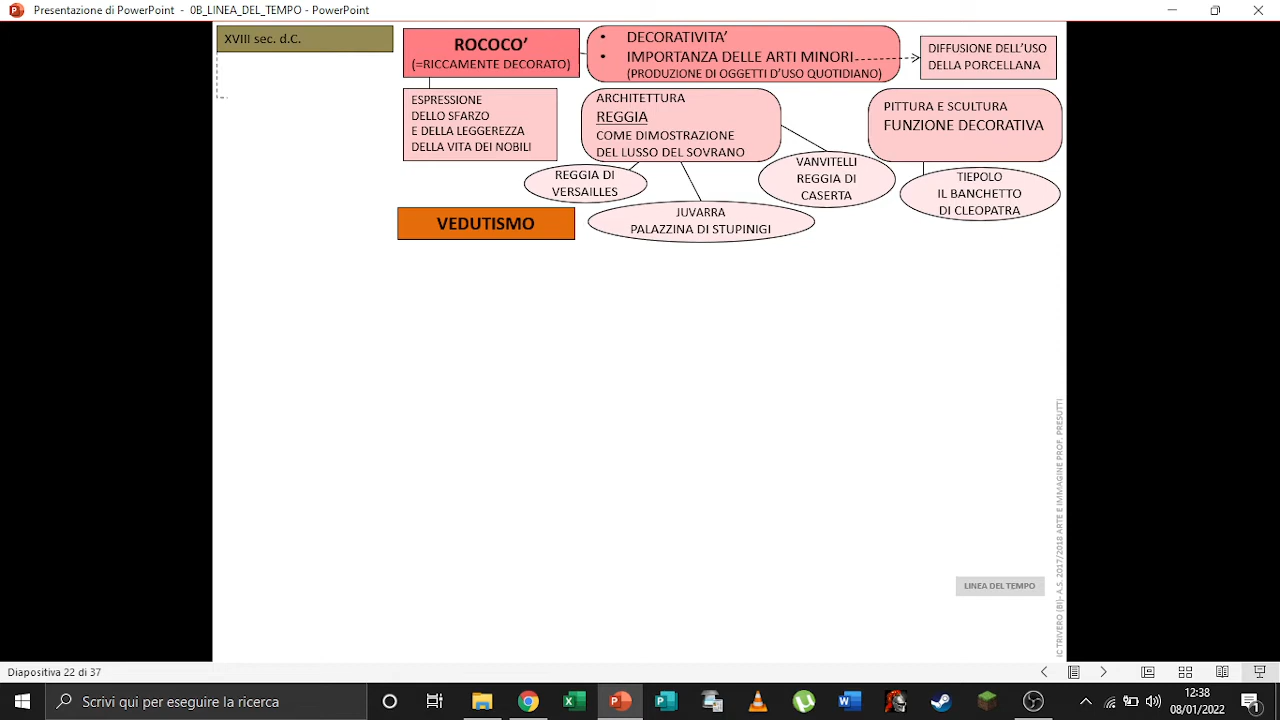 Presentazione di PowerPoint - 0B_LINEA_DEL_TEMPO - PowerPoint
XVIII sec. d.C.
ROCOCO'
(=RICCAMENTE DECORATO)
• DECORATIVITA'
• IMPORTANZA DELLE ARTI MINORI
(PRODUZIONE DI OGGETTI D'USO QUOTIDIANO)
DIFFUSIONE DELL'USO
DELLA PORCELLANA
ESPRESSIONE
DELLO SFARZO
E DELLA LEGGEREZZA
DELLA VITA DEI NOBILI
ARCHITETTURA
REGGIA
COME DIMOSTRAZIONE
DEL LUSSO DEL SOVRANO
PITTURA E SCULTURA
FUNZIONE DECORATIVA
REGGIA DI
VERSAILLES
VANVITELLI
REGGIA DI
CASERTA
TIEPOLO
IL BANCHETTO
DI CLEOPATRA
VEDUTISMO
JUVARRA
PALAZZINA DI STUPINIGI
IC TRIVERO (BI)- A.S. 2017/2018 ARTE E IMMAGINE PROF. PRESUTTI
LINEA DEL TEMPO
Diapositiva 22 di 37
Scrivi qui per eseguire la ricerca
12:38
08/01/2022
1